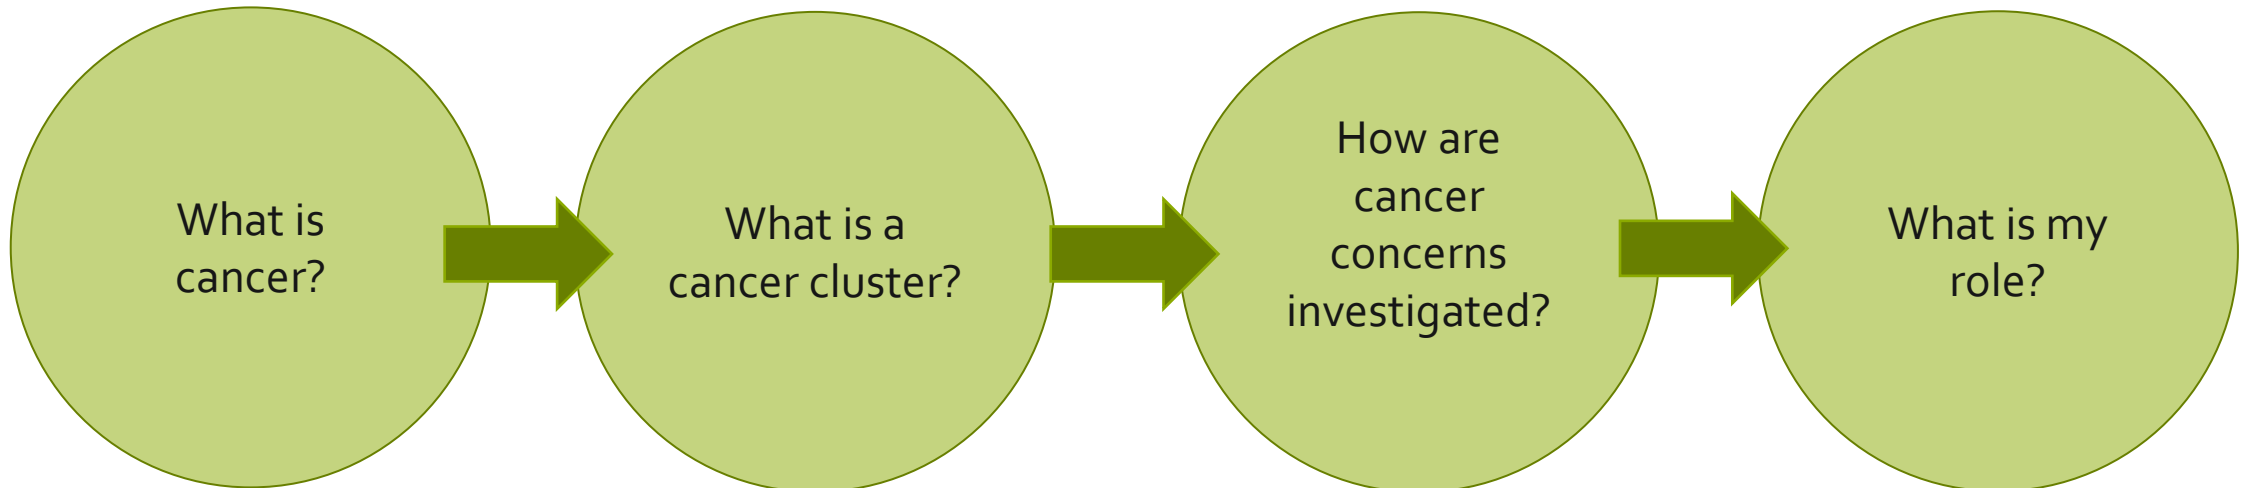 What is
cancer?
What is a
cancer cluster?
How are
cancer
concerns
investigated?
What is my
role?